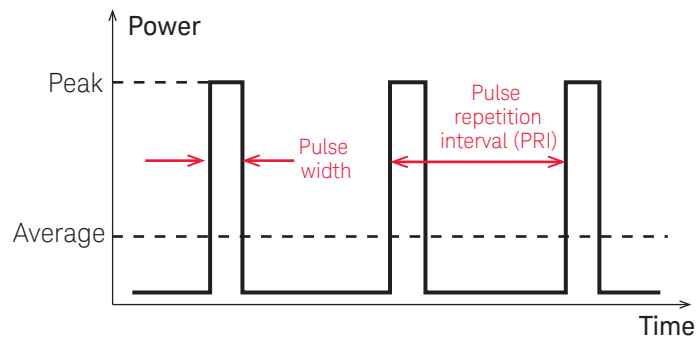 Power
Peak
Pulse
repetition
interval (PRI)
Pulse
width
Average
Time